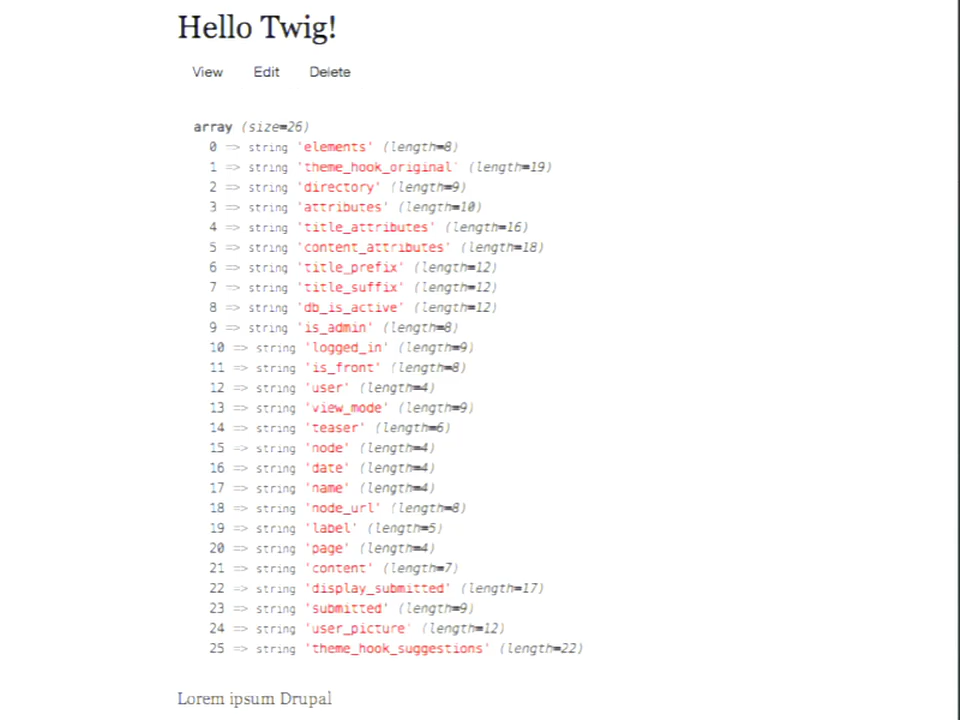 Hello Twig!
View Edit Delete
array (size=26)
0 => string 'elements' (length=8)
1 => string 'theme_hook_original' (length=19)
2 => string 'directory' (length=9)
3 => string 'attributes' (length=10)
4 => string 'title_attributes' (length=16)
5 => string 'content_attributes' (length=18)
6 => string 'title_prefix' (length=12)
7 => string 'title_suffix' (length=12)
8 => string 'db_is_active' (length=12)
9 => string 'is_admin' (length=8)
10 => string 'logged_in' (length=9)
11 => string 'is_front' (length=8)
12 => string 'user' (length=4)
13 => string 'view_mode' (length=9)
14 => string 'teaser' (length=6)
15 => string 'node' (length=4)
16 => string 'date' (length=4)
17 => string 'name' (length=4)
18 => string 'node_url' (length=8)
19 => string 'label' (length=5)
20 => string 'page' (length=4)
21 => string 'content' (length=7)
22 => string 'display_submitted' (length=17)
23 => string 'submitted' (length=9)
24 => string 'user_picture' (length=12)
25 => string 'theme_hook_suggestions' (length=22)
Lorem ipsum Drupal